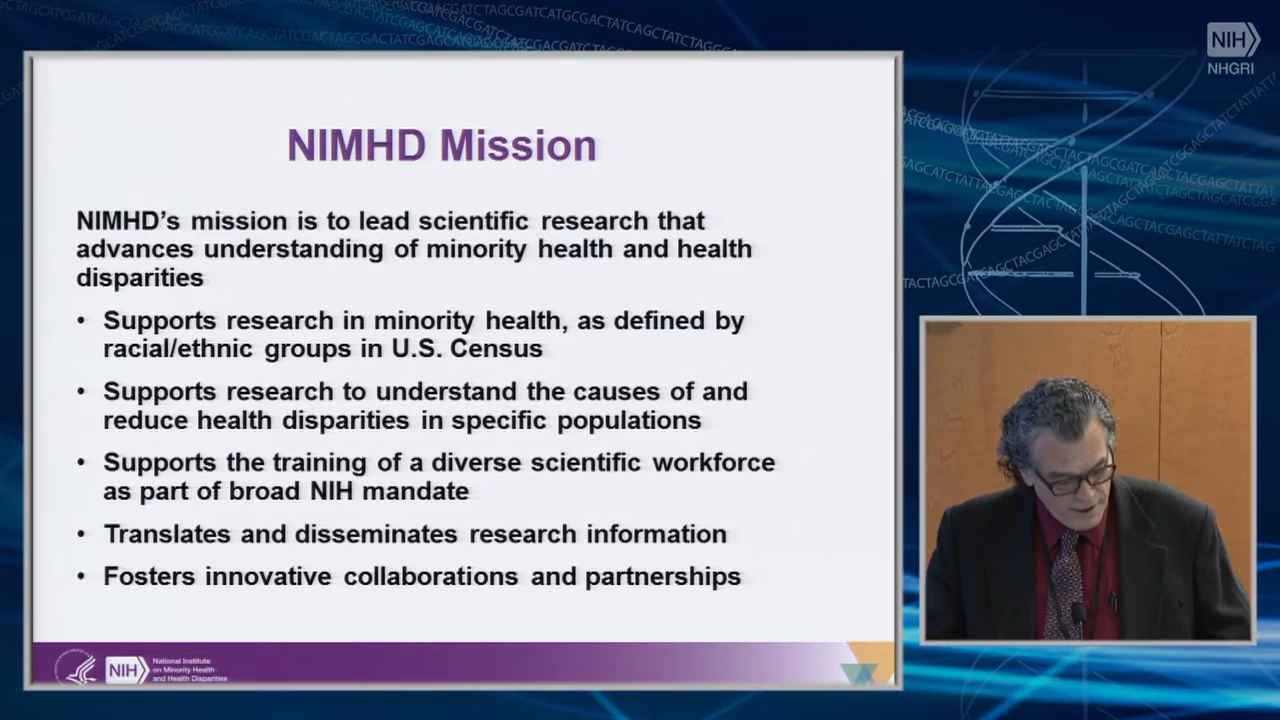 NIH
NHGRI
NIMHD Mission
NIMHD’s mission is to lead scientific research that
advances understanding of minority health and health
disparities
• Supports research in minority health, as defined by
racial/ethnic groups in U.S. Census
• Supports research to understand the causes of and
reduce health disparities in specific populations
• Supports the training of a diverse scientific workforce
as part of broad NIH mandate
• Translates and disseminates research information
• Fosters innovative collaborations and partnerships
NIH
National Institute
on Minority Health
and Health Disparities